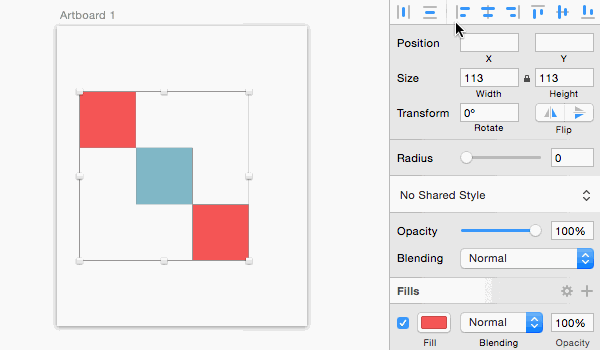 Artboard 1
Position
X Y
Size 113 113
Width Height
Transform 0º
Rotate Flip
Radius 0
No Shared Style
Opacity 100%
Blending Normal
Fills
Normal 100%
Fill Blending Opacity